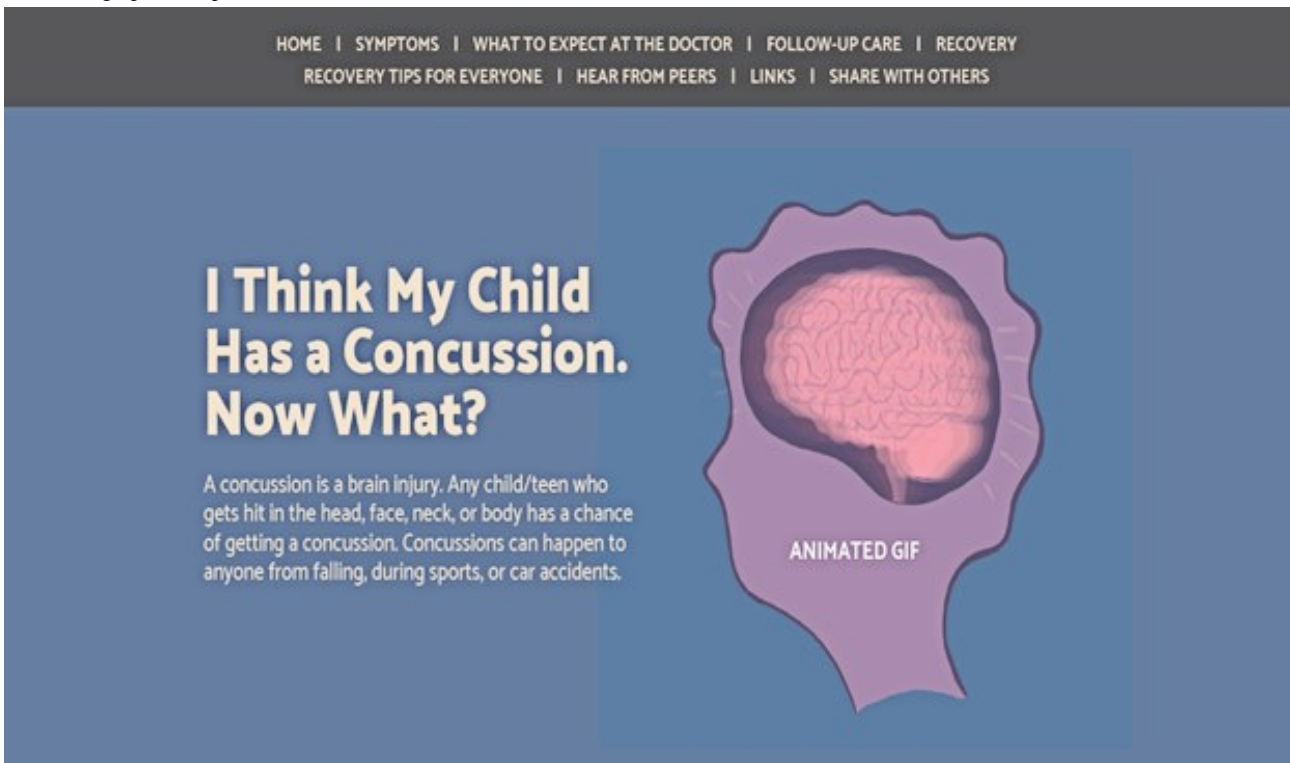 HOME | SYMPTOMS | WHAT TO EXPECT AT THE DOCTOR | FOLLOW-UP CARE | RECOVERY
RECOVERY TIPS FOR EVERYONE | HEAR FROM PEERS | LINKS | SHARE WITH OTHERS
I Think My Child
Has a Concussion.
Now What?
A concussion is a brain injury. Any child/teen who
gets hit in the head, face, neck, or body has a chance
of getting a concussion. Concussions can happen to
anyone from falling, during sports, or car accidents.
ANIMATED GIF